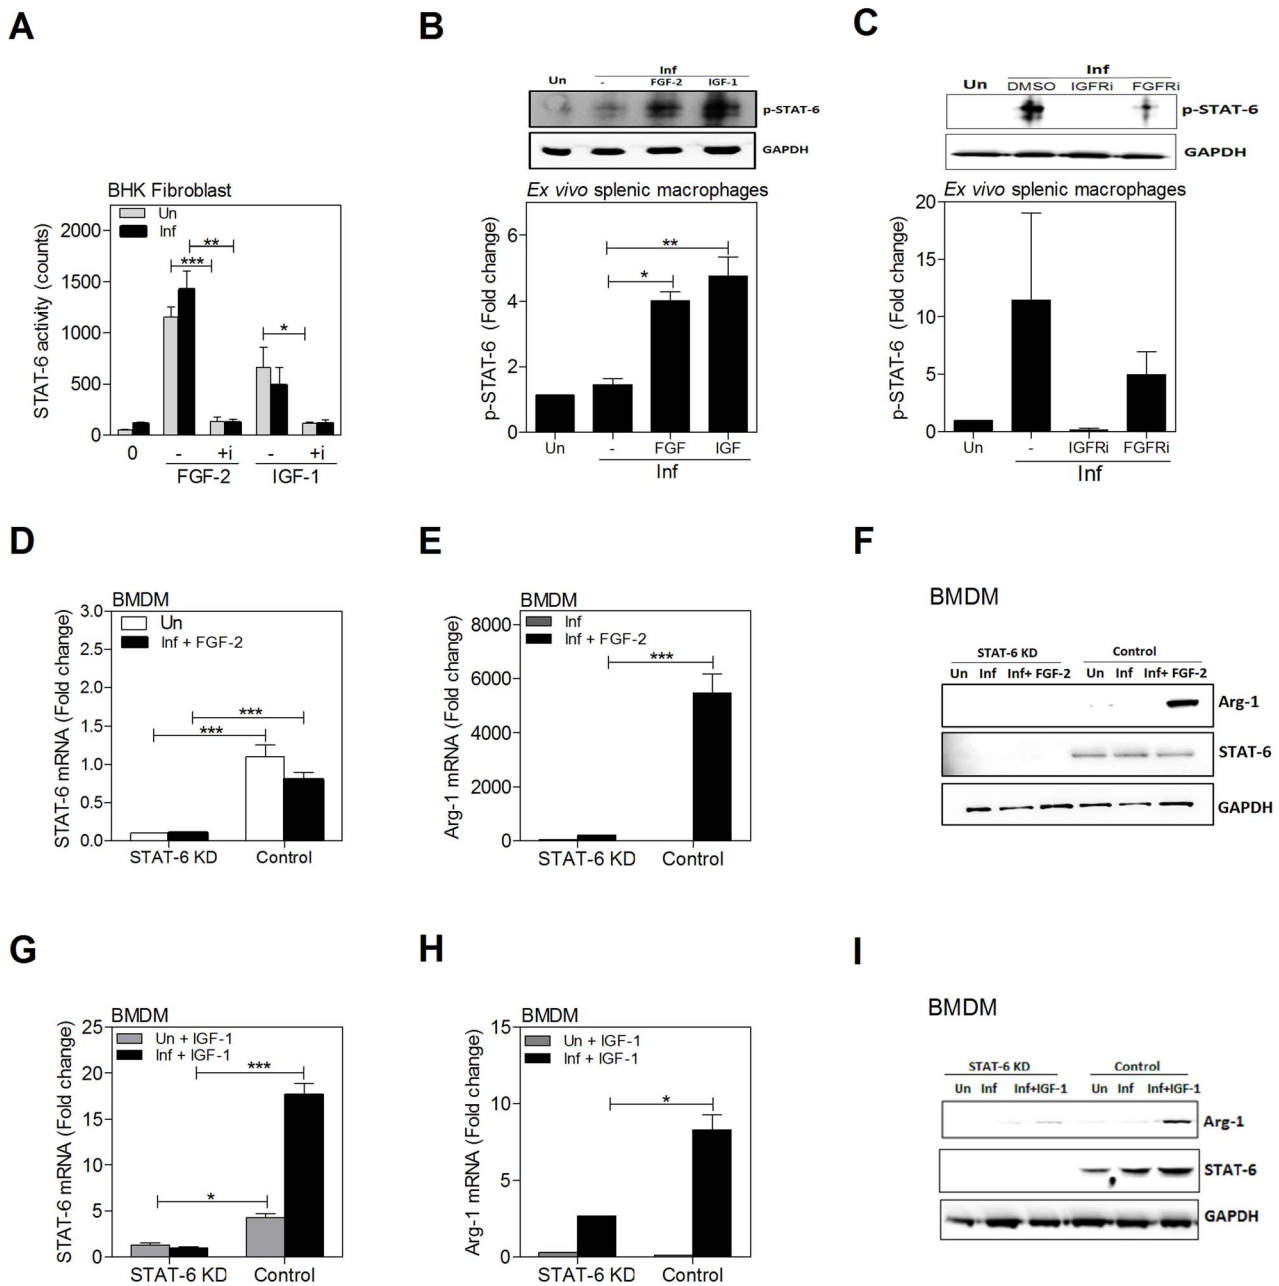 A
BHK Fibroblast
STAT-6 activity (counts)
2000
1500
1000
500
0
Un
Inf
**
***
*
0 - +i - +i
FGF-2 IGF-1
B
Inf
Un - FGF-2 IGF-1
p-STAT-6
GAPDH
Ex vivo splenic macrophages
p-STAT-6 (Fold change)
6
4
2
0
**
*
Un - FGF IGF
Inf
C
Inf
Un DMSO IGFRi FGFRi
p-STAT-6
GAPDH
Ex vivo splenic macrophages
p-STAT-6 (Fold change)
20
15
10
5
0
Un - IGFRi FGFRi
Inf
D
BMDM
STAT-6 mRNA (Fold change)
3.0
2.5
2.0
1.5
1.0
0.5
0.0
Un
Inf + FGF-2
***
***
STAT-6 KD Control
E
BMDM
Arg-1 mRNA (Fold change)
8000
6000
4000
2000
0
Inf
Inf + FGF-2
***
STAT-6 KD Control
F
BMDM
STAT-6 KD Control
Un Inf Inf+ FGF-2 Un Inf Inf+ FGF-2
Arg-1
STAT-6
GAPDH
G
BMDM
STAT-6 mRNA (Fold change)
25
20
15
10
5
0
Un + IGF-1
Inf + IGF-1
***
*
STAT-6 KD Control
H
BMDM
Arg-1 mRNA (Fold change)
15
10
5
0
Un + IGF-1
Inf + IGF-1
*
STAT-6 KD Control
I
BMDM
STAT-6 KD Control
Un Inf Inf+IGF-1 Un Inf Inf+IGF-1
Arg-1
STAT-6
GAPDH